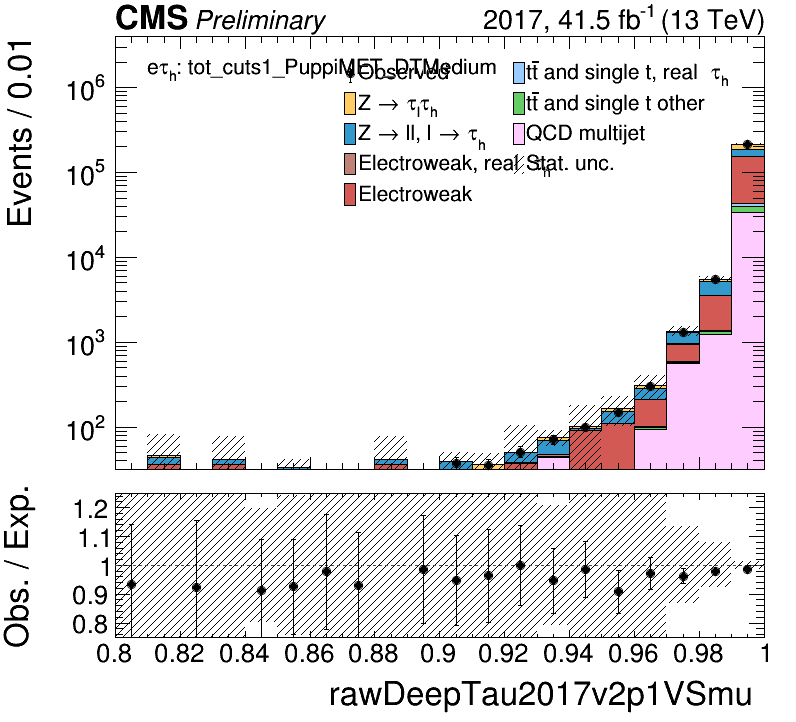 CMS Preliminary 2017, 41.5 fb⁻¹ (13 TeV)
eτh: tot_cuts1_PuppiMET_DTMedium
Observed
tt̄ and single t, real τh
Z → τlτh
tt̄ and single t other
Z → ll, l → τh
QCD multijet
Electroweak, real τh
Stat. unc.
Electroweak
Events / 0.01
10⁶
10⁵
10⁴
10³
10²
Obs. / Exp.
1.2
1.1
1
0.9
0.8
0.8 0.82 0.84 0.86 0.88 0.9 0.92 0.94 0.96 0.98 1
rawDeepTau2017v2p1VSmu